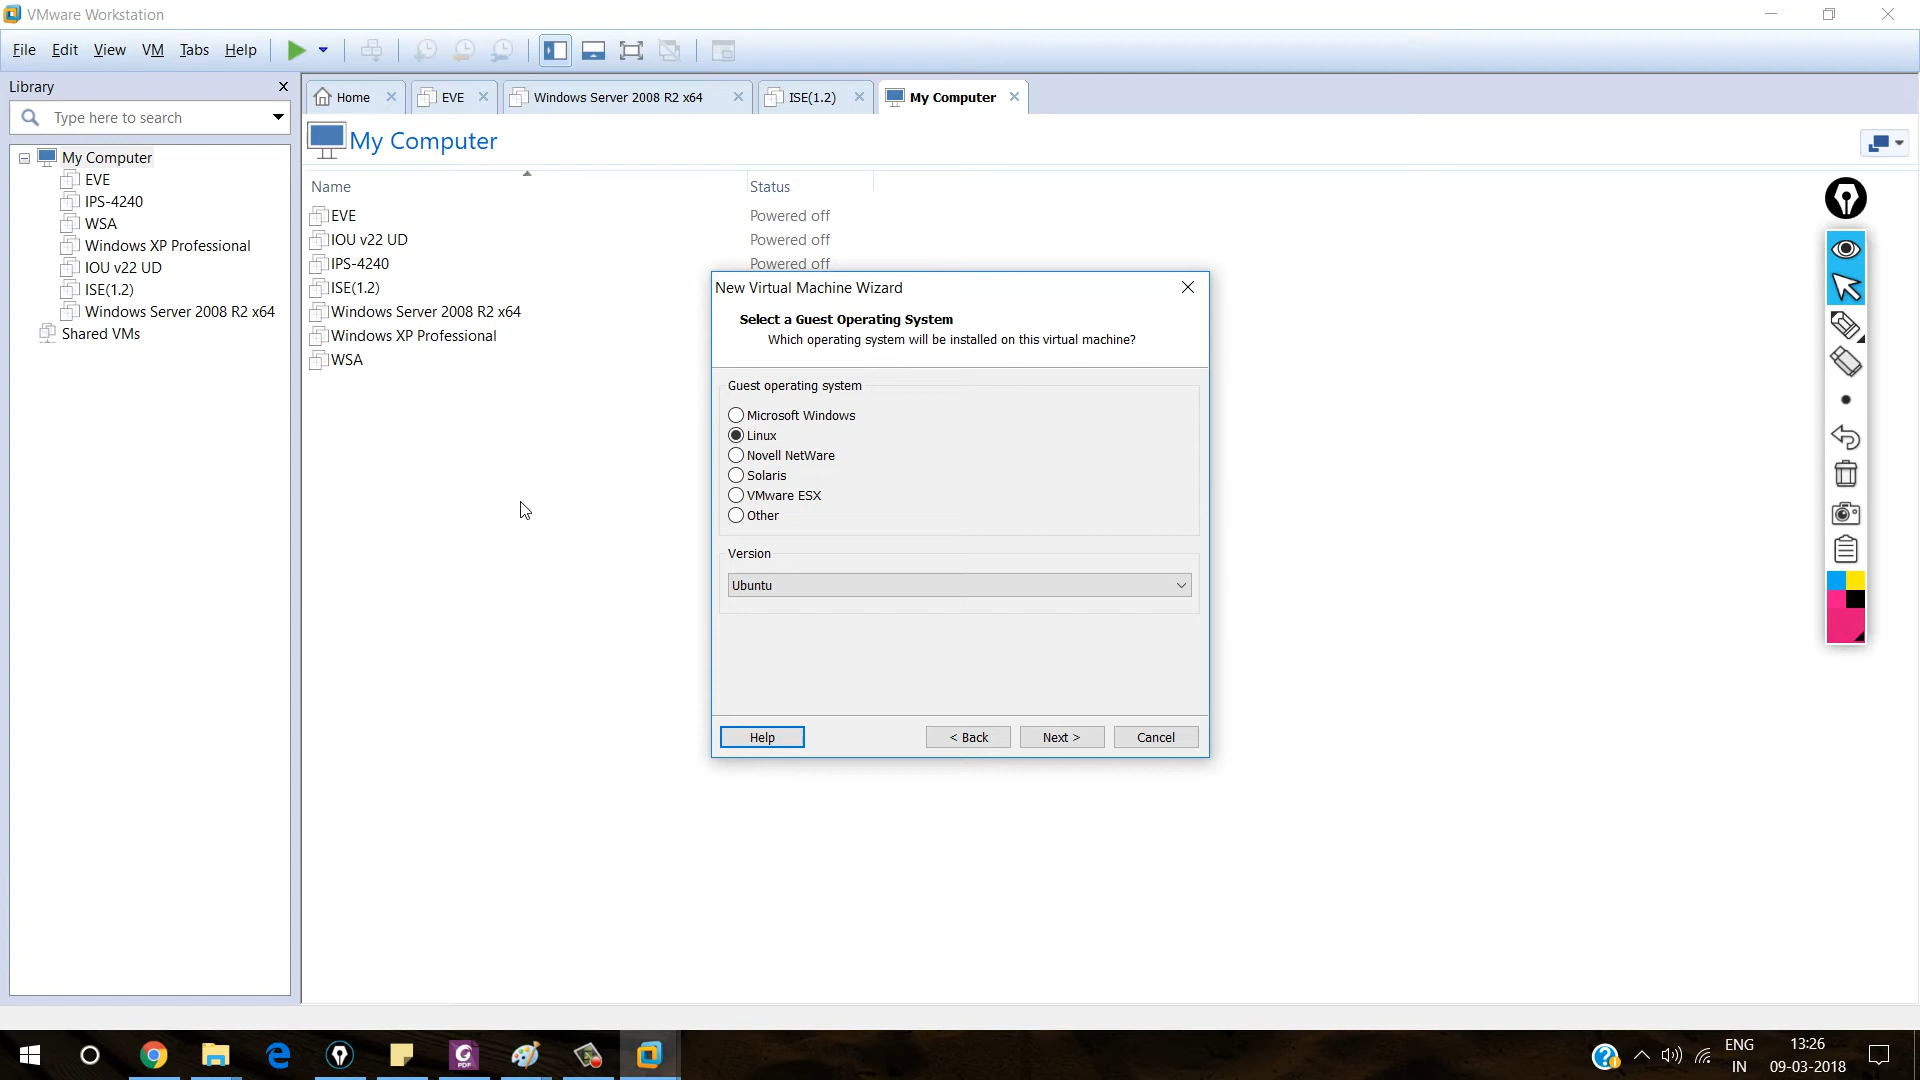 VMware Workstation
File Edit View VM Tabs Help
Library
Type here to search
My Computer
EVE
IPS-4240
WSA
Windows XP Professional
IOU v22 UD
ISE(1.2)
Windows Server 2008 R2 x64
Shared VMs
Home EVE Windows Server 2008 R2 x64 ISE(1.2) My Computer
My Computer
Name Status
EVE Powered off
IOU v22 UD Powered off
IPS-4240 Powered off
ISE(1.2)
Windows Server 2008 R2 x64
Windows XP Professional
WSA
New Virtual Machine Wizard
Select a Guest Operating System
Which operating system will be installed on this virtual machine?
Guest operating system
Microsoft Windows
Linux
Novell NetWare
Solaris
VMware ESX
Other
Version
Ubuntu
Help < Back Next > Cancel
PDF
ENG 13:26
IN 09-03-2018